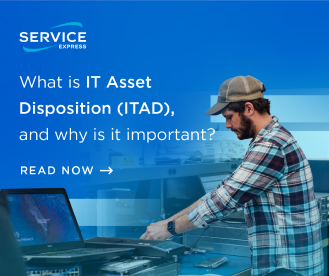 SERVICE
EXPRESS
What is IT Asset
Disposition (ITAD),
and why is it important?
READ NOW →